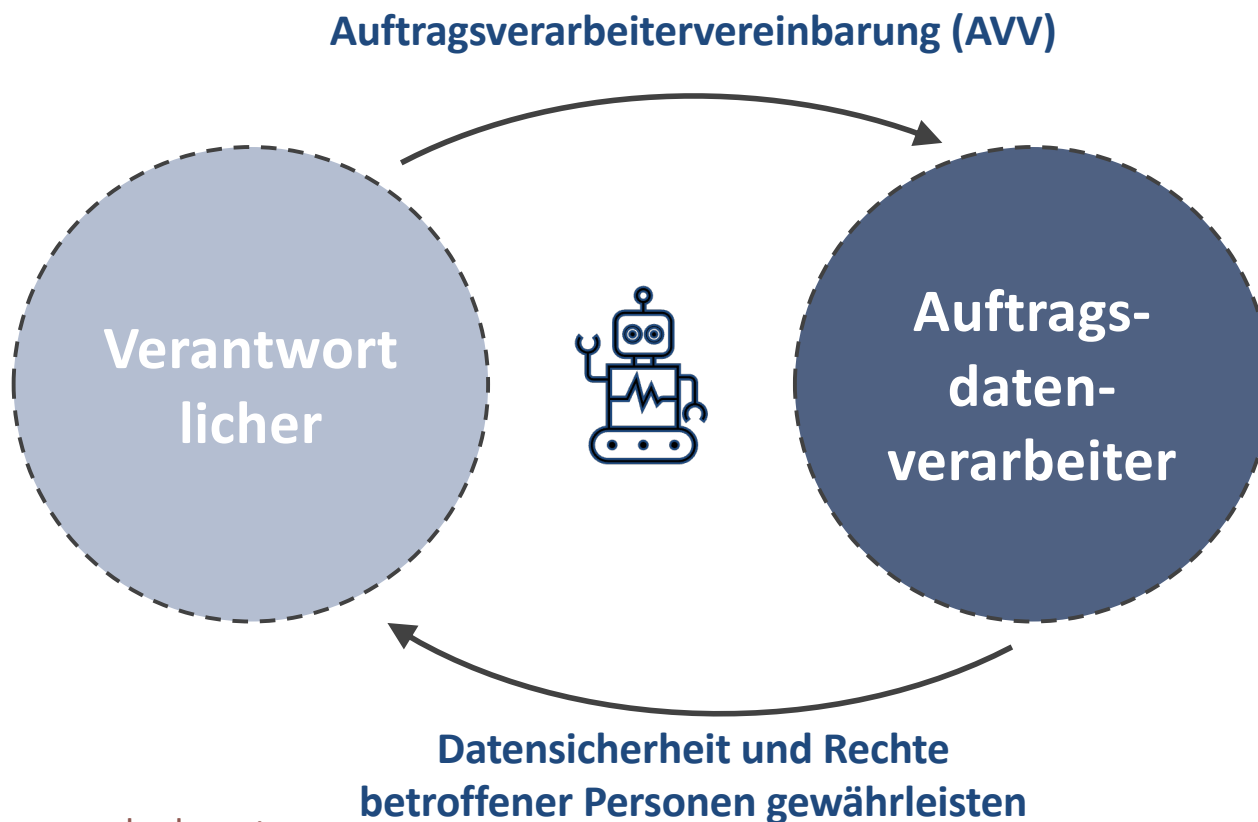 Auftragsverarbeitervereinbarung (AVV)
Verantwort
licher
Auftrags-
daten-
verarbeiter
Datensicherheit und Rechte
betroffener Personen gewährleisten